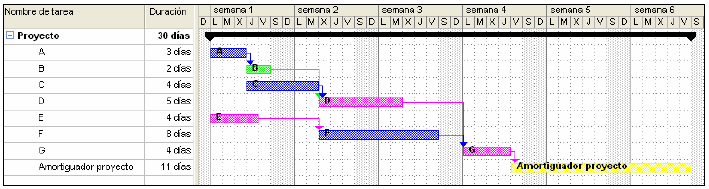 Nombre de tarea Duración semana 1 semana 2 semana 3 semana 4 semana 5 semana 6
D L M X J V S D L M X J V S D L M X J V S D L M X J V S D L M X J V S D L M X J V S
Proyecto 30 días
A 3 días A
B 2 días B
C 4 días C
D 5 días D
E 4 días E
F 8 días F
G 4 días G
Amortiguador proyecto 11 días Amortiguador proyecto